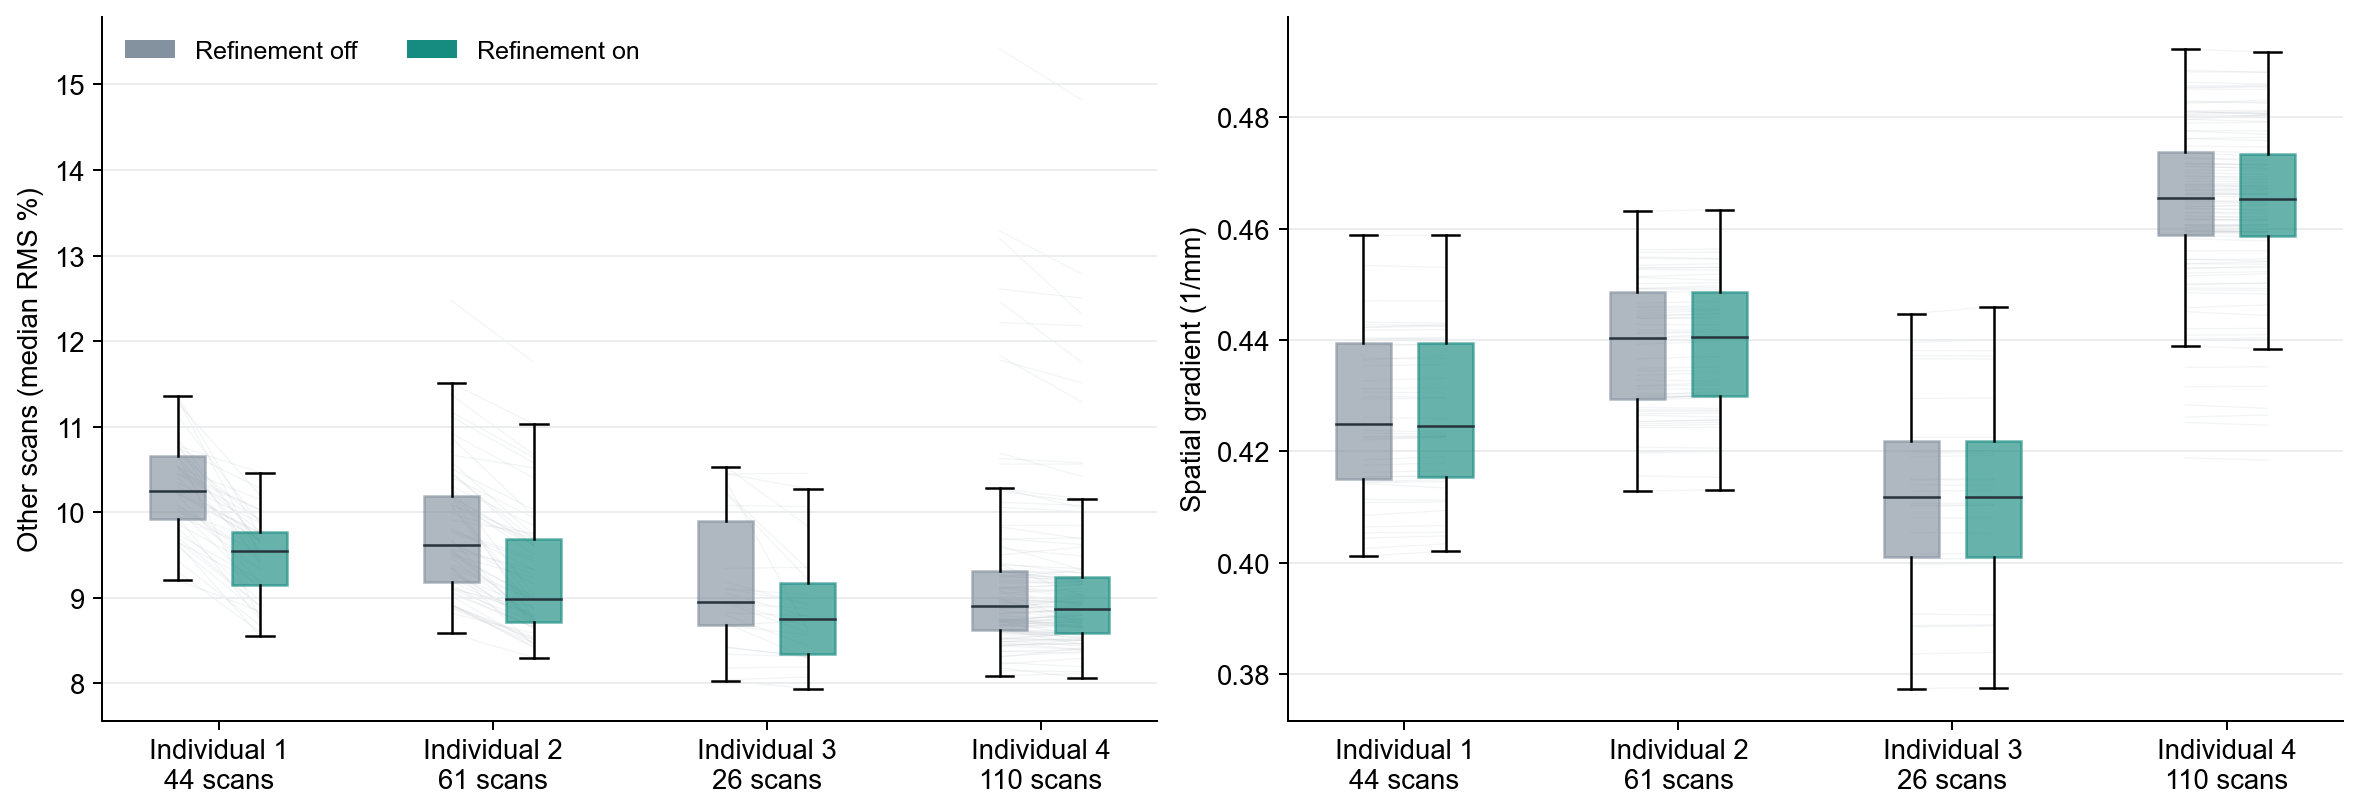 Refinement off
Refinement on
Other scans (median RMS %)
15
14
13
12
11
10
9
8
Individual 1
44 scans
Individual 2
61 scans
Individual 3
26 scans
Individual 4
110 scans
Spatial gradient (1/mm)
0.48
0.46
0.44
0.42
0.40
0.38
Individual 1
44 scans
Individual 2
61 scans
Individual 3
26 scans
Individual 4
110 scans